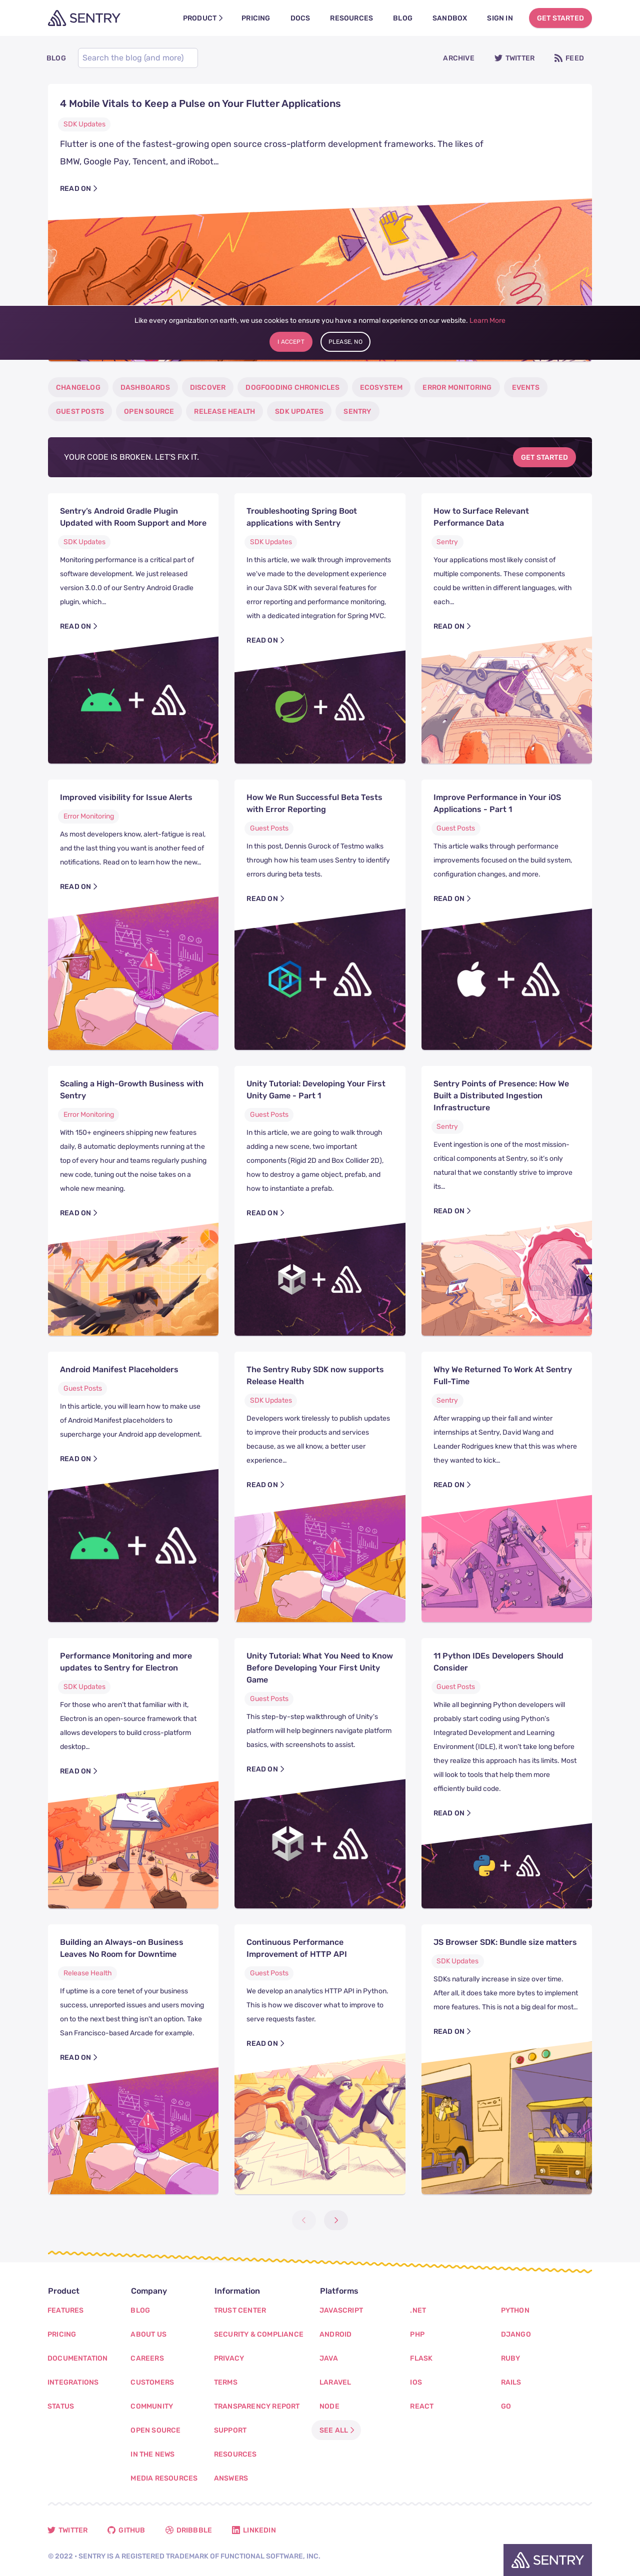 SENTRY
PRODUCT
PRICING
DOCS
RESOURCES
BLOG
SANDBOX
SIGN IN
GET STARTED
BLOG
Search the blog (and more)
ARCHIVE
TWITTER
FEED
4 Mobile Vitals to Keep a Pulse on Your Flutter Applications
SDK Updates
Flutter is one of the fastest-growing open source cross-platform development frameworks. The likes of
BMW, Google Pay, Tencent, and iRobot…
READ ON
Like every organization on earth, we use cookies to ensure you have a normal experience on our website. Learn More
I ACCEPT
PLEASE, NO
CHANGELOG
DASHBOARDS
DISCOVER
DOGFOODING CHRONICLES
ECOSYSTEM
ERROR MONITORING
EVENTS
GUEST POSTS
OPEN SOURCE
RELEASE HEALTH
SDK UPDATES
SENTRY
YOUR CODE IS BROKEN. LET'S FIX IT.
GET STARTED
Sentry's Android Gradle Plugin
Updated with Room Support and More
SDK Updates
Monitoring performance is a critical part of
software development. We just released
version 3.0.0 of our Sentry Android Gradle
plugin, which…
READ ON
Troubleshooting Spring Boot
applications with Sentry
SDK Updates
In this article, we walk through improvements
we've made to the development experience
in our Java SDK with several features for
error reporting and performance monitoring,
with a dedicated integration for Spring MVC.
READ ON
How to Surface Relevant
Performance Data
Sentry
Your applications most likely consist of
multiple components. These components
could be written in different languages, with
each…
READ ON
Improved visibility for Issue Alerts
Error Monitoring
As most developers know, alert-fatigue is real,
and the last thing you want is another feed of
notifications. Read on to learn how the new…
READ ON
How We Run Successful Beta Tests
with Error Reporting
Guest Posts
In this post, Dennis Gurock of Testmo walks
through how his team uses Sentry to identify
errors during beta tests.
READ ON
Improve Performance in Your iOS
Applications - Part 1
Guest Posts
This article walks through performance
improvements focused on the build system,
configuration changes, and more.
READ ON
Scaling a High-Growth Business with
Sentry
Error Monitoring
With 150+ engineers shipping new features
daily, 8 automatic deployments running at the
top of every hour and teams regularly pushing
new code, tuning out the noise takes on a
whole new meaning.
READ ON
Unity Tutorial: Developing Your First
Unity Game - Part 1
Guest Posts
In this article, we are going to walk through
adding a new scene, two important
components (Rigid 2D and Box Collider 2D),
how to destroy a game object, prefab, and
how to instantiate a prefab.
READ ON
Sentry Points of Presence: How We
Built a Distributed Ingestion
Infrastructure
Sentry
Event ingestion is one of the most mission-
critical components at Sentry, so it's only
natural that we constantly strive to improve
its…
READ ON
Android Manifest Placeholders
Guest Posts
In this article, you will learn how to make use
of Android Manifest placeholders to
supercharge your Android app development.
READ ON
The Sentry Ruby SDK now supports
Release Health
SDK Updates
Developers work tirelessly to publish updates
to improve their products and services
because, as we all know, a better user
experience…
READ ON
Why We Returned To Work At Sentry
Full-Time
Sentry
After wrapping up their fall and winter
internships at Sentry, David Wang and
Leander Rodrigues knew that this was where
they wanted to kick…
READ ON
Performance Monitoring and more
updates to Sentry for Electron
SDK Updates
For those who aren't that familiar with it,
Electron is an open-source framework that
allows developers to build cross-platform
desktop…
READ ON
Unity Tutorial: What You Need to Know
Before Developing Your First Unity
Game
Guest Posts
This step-by-step walkthrough of Unity's
platform will help beginners navigate platform
basics, with screenshots to assist.
READ ON
11 Python IDEs Developers Should
Consider
Guest Posts
While all beginning Python developers will
probably start coding using Python's
Integrated Development and Learning
Environment (IDLE), it won't take long before
they realize this approach has its limits. Most
will look to tools that help them more
efficiently build code.
READ ON
Building an Always-on Business
Leaves No Room for Downtime
Release Health
If uptime is a core tenet of your business
success, unreported issues and users moving
on to the next best thing isn't an option. Take
San Francisco-based Arcade for example.
READ ON
Continuous Performance
Improvement of HTTP API
Guest Posts
We develop an analytics HTTP API in Python.
This is how we discover what to improve to
serve requests faster.
READ ON
JS Browser SDK: Bundle size matters
SDK Updates
SDKs naturally increase in size over time.
After all, it does take more bytes to implement
more features. This is not a big deal for most…
READ ON
Product
FEATURES
PRICING
DOCUMENTATION
INTEGRATIONS
STATUS
Company
BLOG
ABOUT US
CAREERS
CUSTOMERS
COMMUNITY
OPEN SOURCE
IN THE NEWS
MEDIA RESOURCES
Information
TRUST CENTER
SECURITY & COMPLIANCE
PRIVACY
TERMS
TRANSPARENCY REPORT
SUPPORT
RESOURCES
ANSWERS
Platforms
JAVASCRIPT
ANDROID
JAVA
LARAVEL
NODE
SEE ALL
.NET
PHP
FLASK
IOS
REACT
PYTHON
DJANGO
RUBY
RAILS
GO
TWITTER
GITHUB
DRIBBBLE
LINKEDIN
© 2022 • SENTRY IS A REGISTERED TRADEMARK OF FUNCTIONAL SOFTWARE, INC.
SENTRY